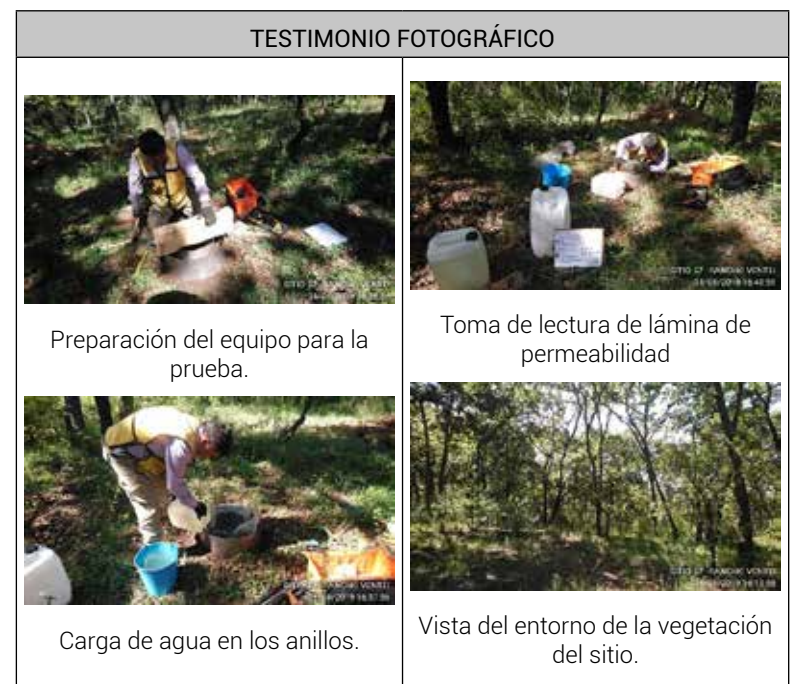 TESTIMONIO FOTOGRÁFICO
Preparación del equipo para la
prueba.
Toma de lectura de lámina de
permeabilidad
Carga de agua en los anillos.
Vista del entorno de la vegetación
del sitio.